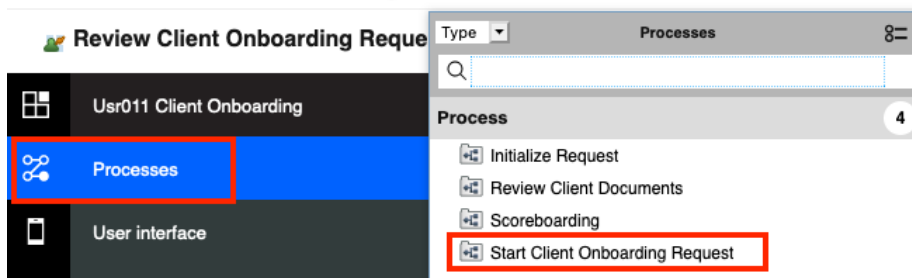 Review Client Onboarding Reque
Usr011 Client Onboarding
Processes
User interface
Type
Processes
Process
4
Initialize Request
Review Client Documents
Scoreboarding
Start Client Onboarding Request